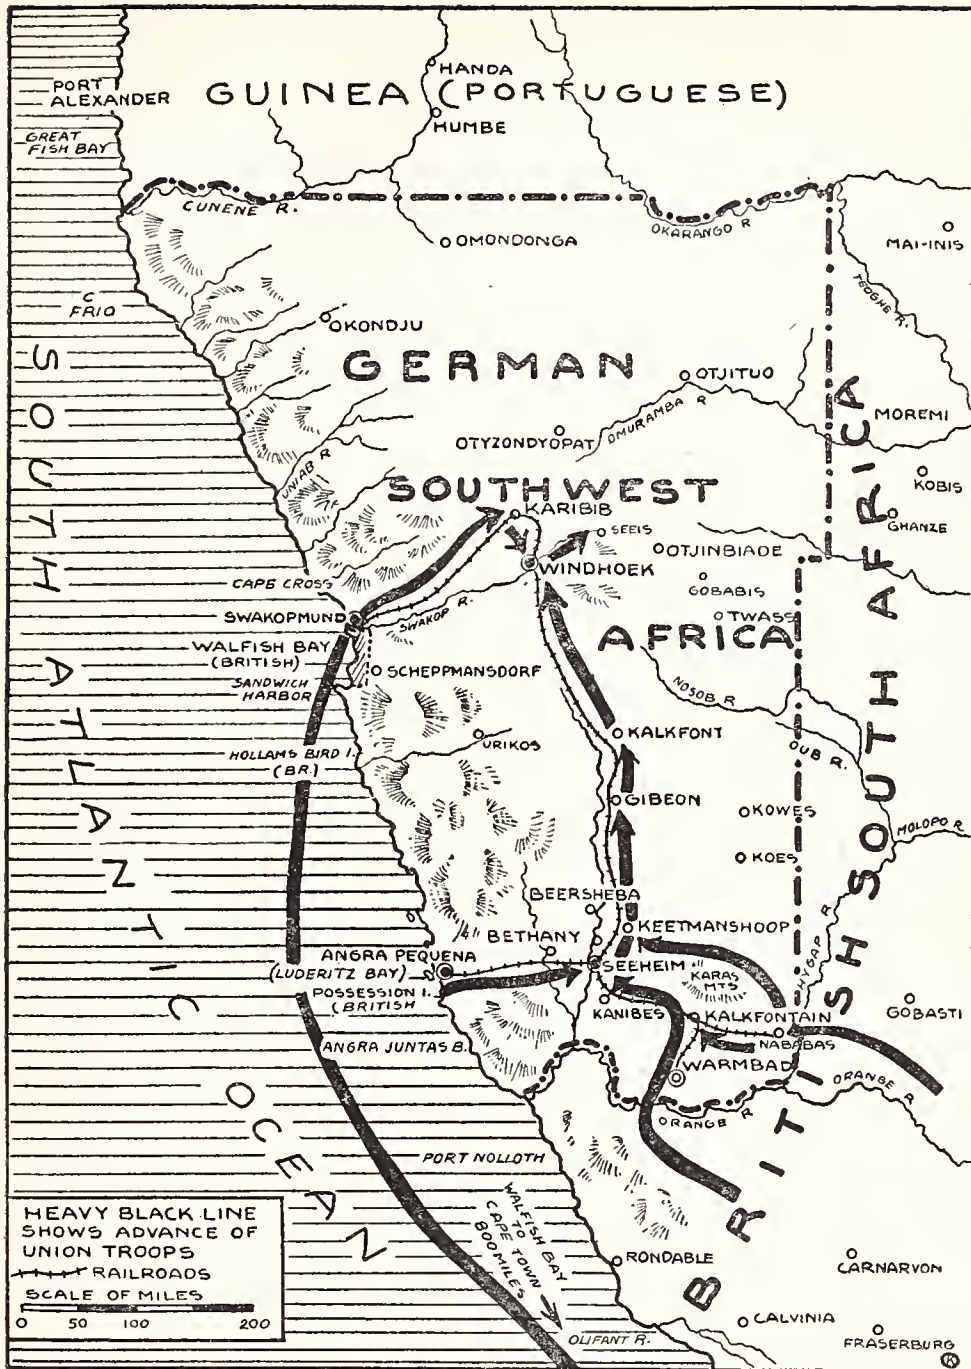 PORT
ALEXANDER
GUINEA (PORTUGUESE)
HANDA
HUMBE
GREAT
FISH BAY
CUNENE R.
OKARANGO R
OMONDONGA
MAI-INIS
TEOGHE R.
C
FRIO
OKONDJU
GERMAN
OTJITUO
OMURAMBA R
MOREMI
OTYZONDYOPAT
UNIAB R
KOBIS
SOUTHWEST
KARIBIB
GHANZE
SEEIS
OTJINBIADE
WINDHOEK
GOBABIS
CAPE CROSS
SWAKOPMUND
SWAKOP R.
TWASS
AFRICA
WALFISH BAY
(BRITISH)
SANDWICH
HARBOR
SCHEPPMANSDORF
NOSOB R
URIKOS
KALKFONT
OUB R.
HOLLAMS BIRD I.
(BR.)
GIBEON
KOWES
MOLOPO R
KOES
BEERSHEBA
BETHANY
KEETMANSHOOP
HYGAP R
ANGRA PEQUENA
(LUDERITZ BAY)
SEEHEIM
KARAS
MTS
POSSESSION I.
(BRITISH
KANIBES
KALKFONTAIN
GOBASTI
NABABAS
ANGRA JUNTAS B.
WARMBAD
ORANGE R
ORANGE R
PORT NOLLOTH
SOUTH ATLANTIC OCEAN
BRITISH SOUTH AFRICA
WALFISH BAY
TO
CAPE TOWN
800 MILES
RONDABLE
CARNARVON
CALVINIA
OLIFANT R.
FRASERBURG
HEAVY BLACK LINE
SHOWS ADVANCE OF
UNION TROOPS
RAILROADS
SCALE OF MILES
0 50 100 200
K